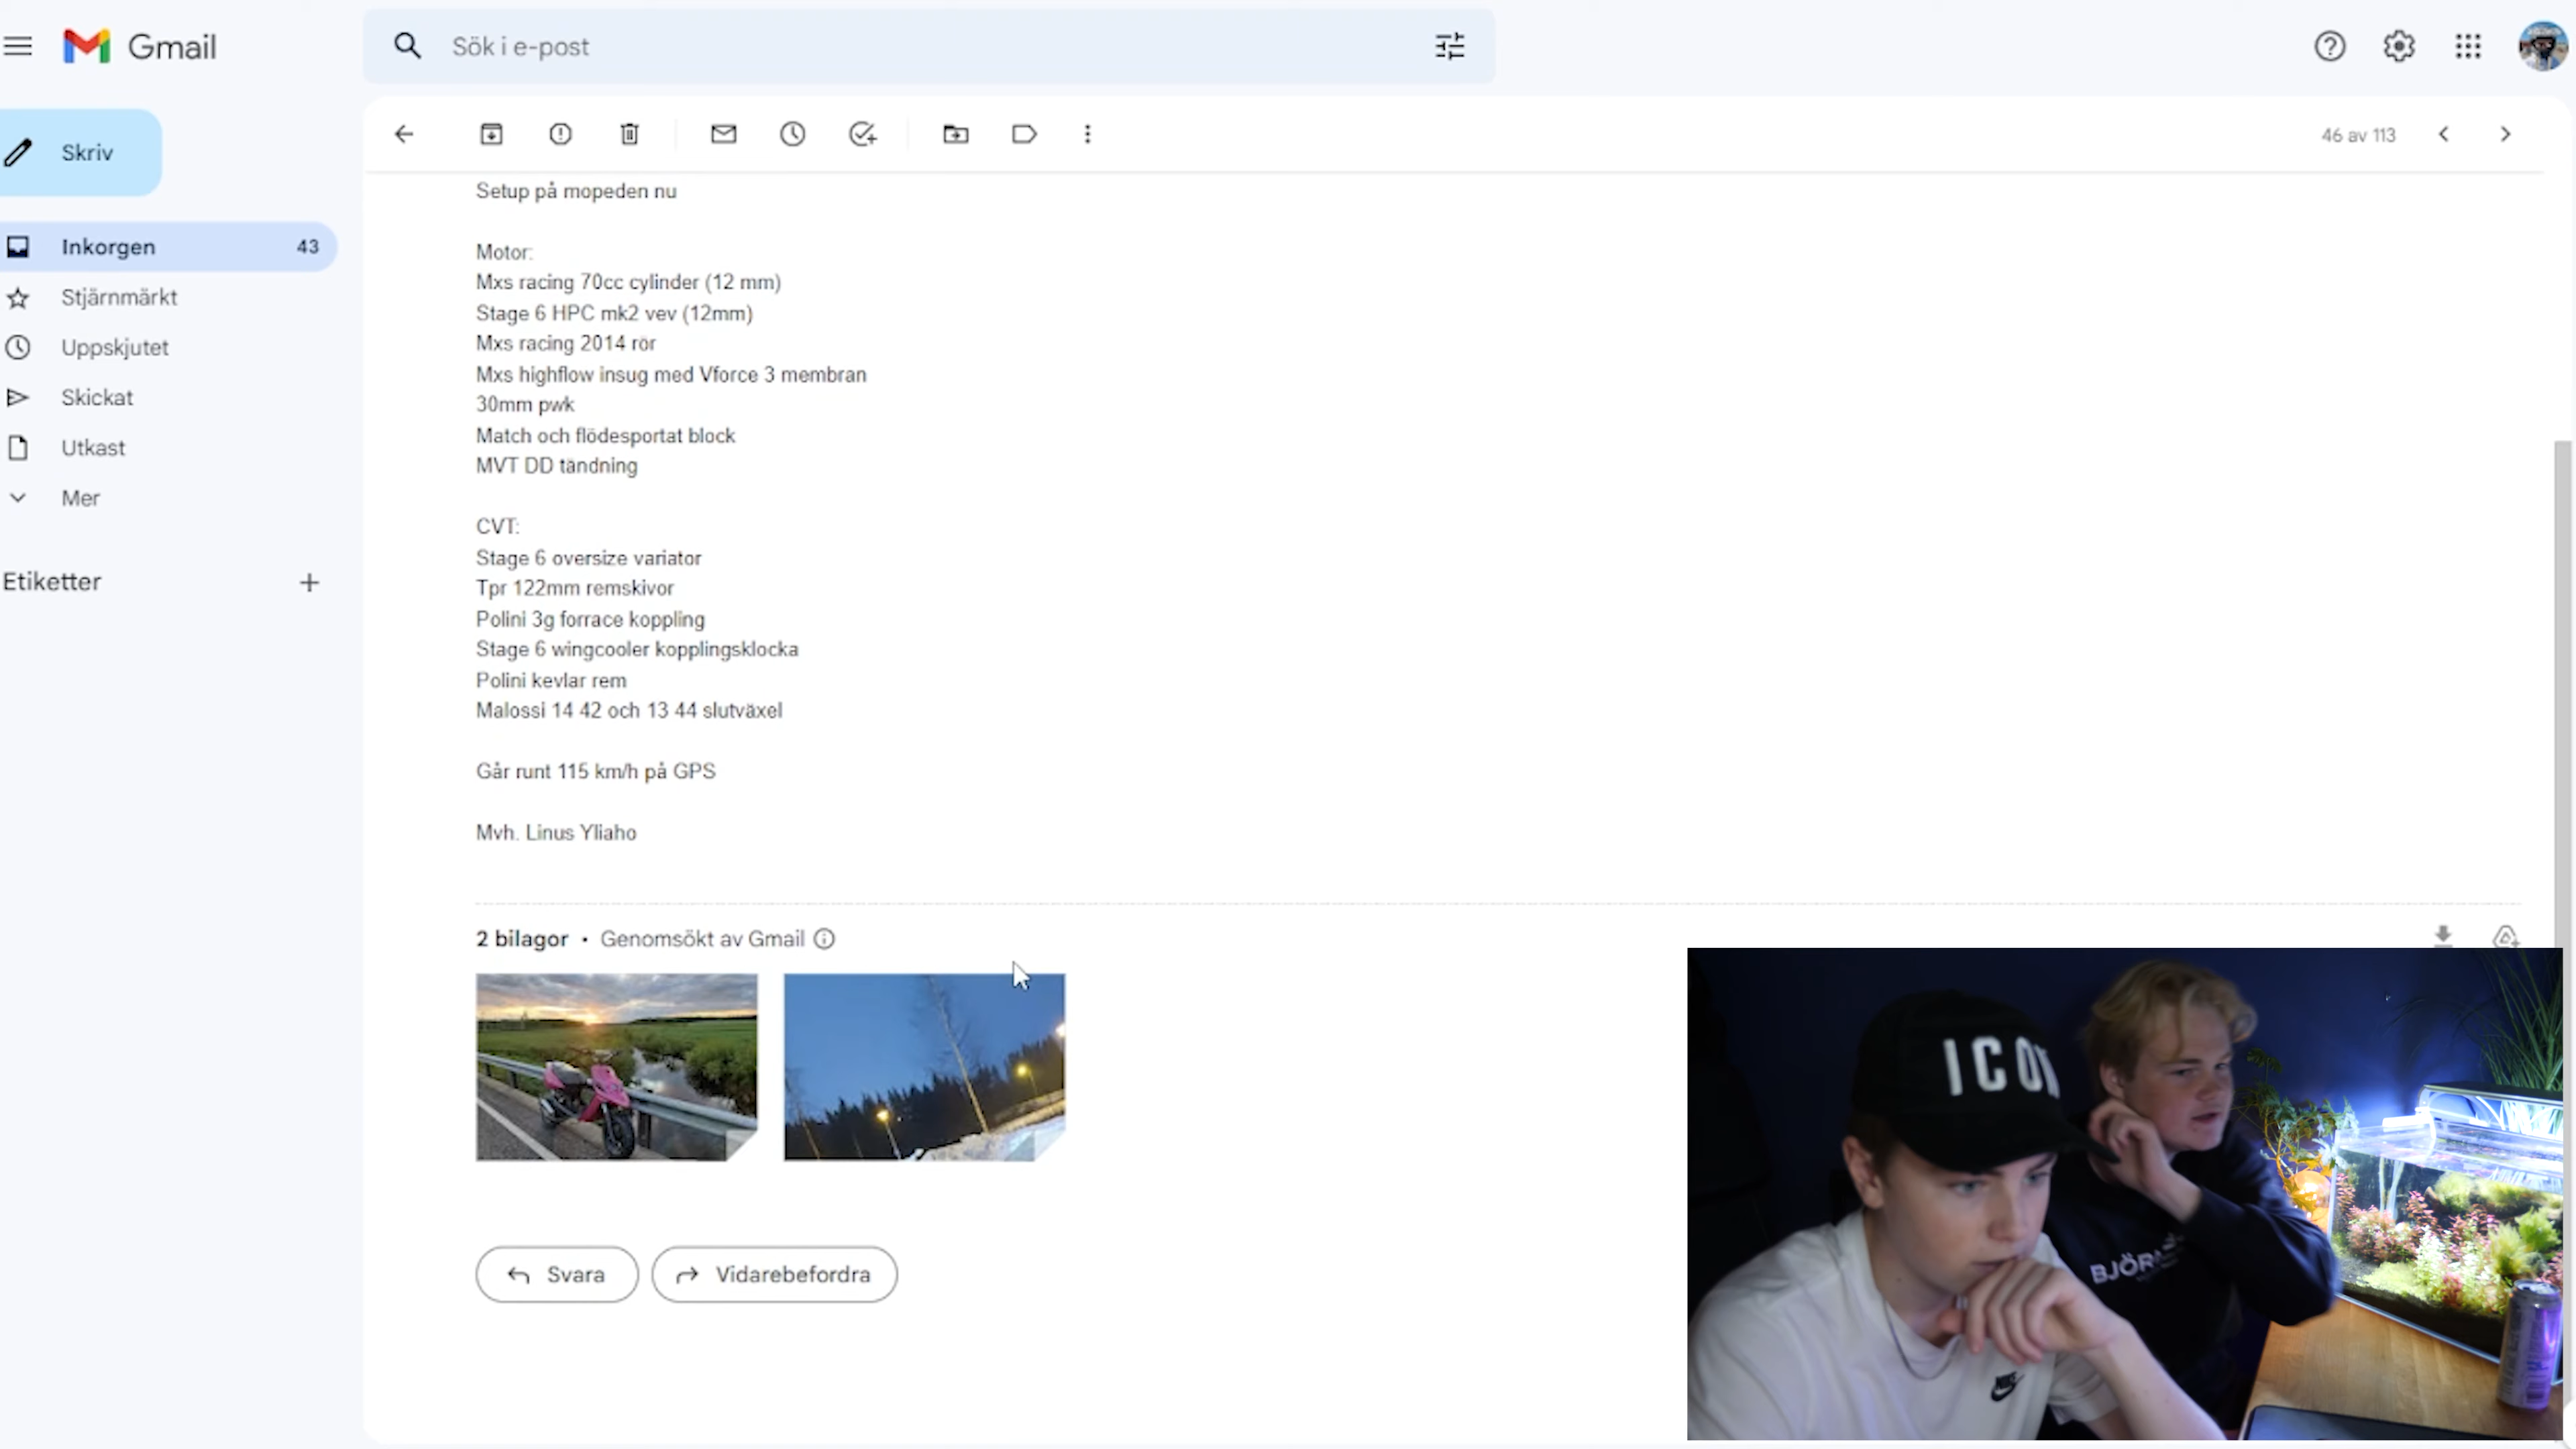 Gmail
Sök i e-post
Skriv
46 av 113
Inkorgen 43
Stjärnmärkt
Uppskjutet
Skickat
Utkast
Mer
Etiketter
Setup på mopeden nu
Motor:
Mxs racing 70cc cylinder (12 mm)
Stage 6 HPC mk2 vev (12mm)
Mxs racing 2014 rör
Mxs highflow insug med Vforce 3 membran
30mm pwk
Match och flödesportat block
MVT DD tändning
CVT:
Stage 6 oversize variator
Tpr 122mm remskivor
Polini 3g forrace koppling
Stage 6 wingcooler kopplingsklocka
Polini kevlar rem
Malossi 14 42 och 13 44 slutväxel
Går runt 115 km/h på GPS
Mvh. Linus Yliaho
2 bilagor • Genomsökt av Gmail
Svara
Vidarebefordra
ICON